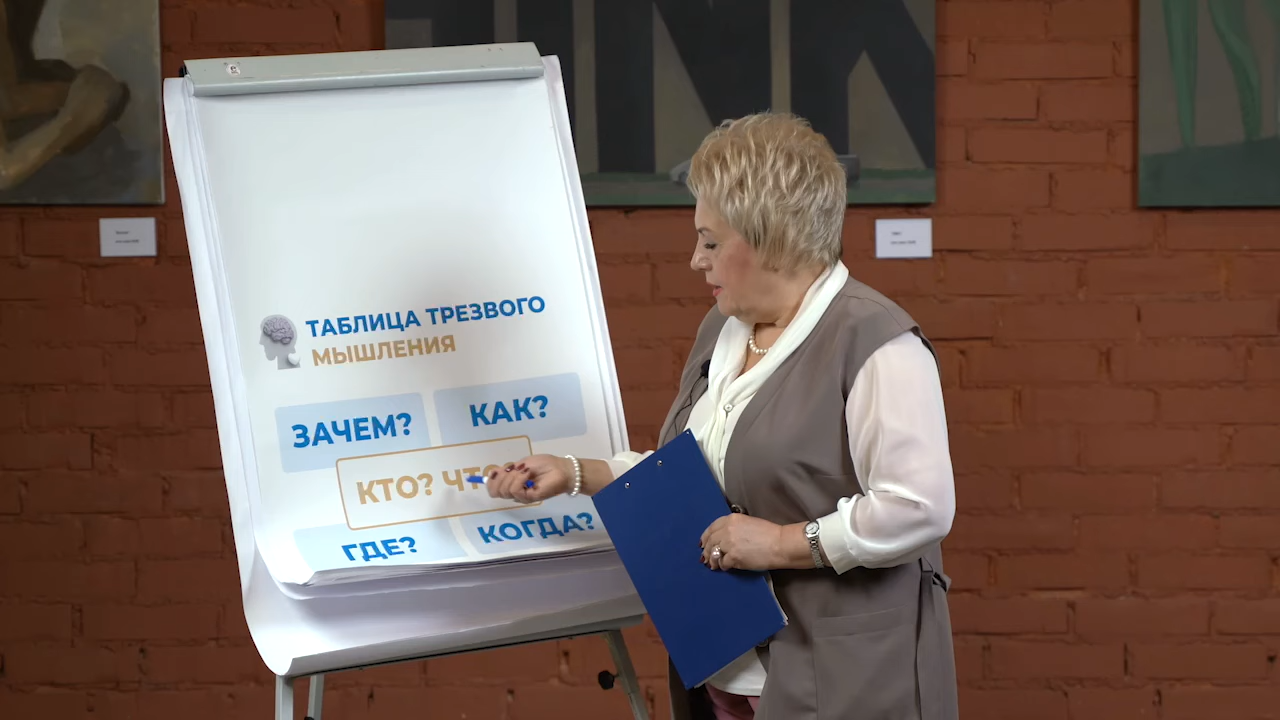 ТАБЛИЦА ТРЕЗВОГО
МЫШЛЕНИЯ
ЗАЧЕМ?
КАК?
КТО?
ГДЕ?
КОГДА?